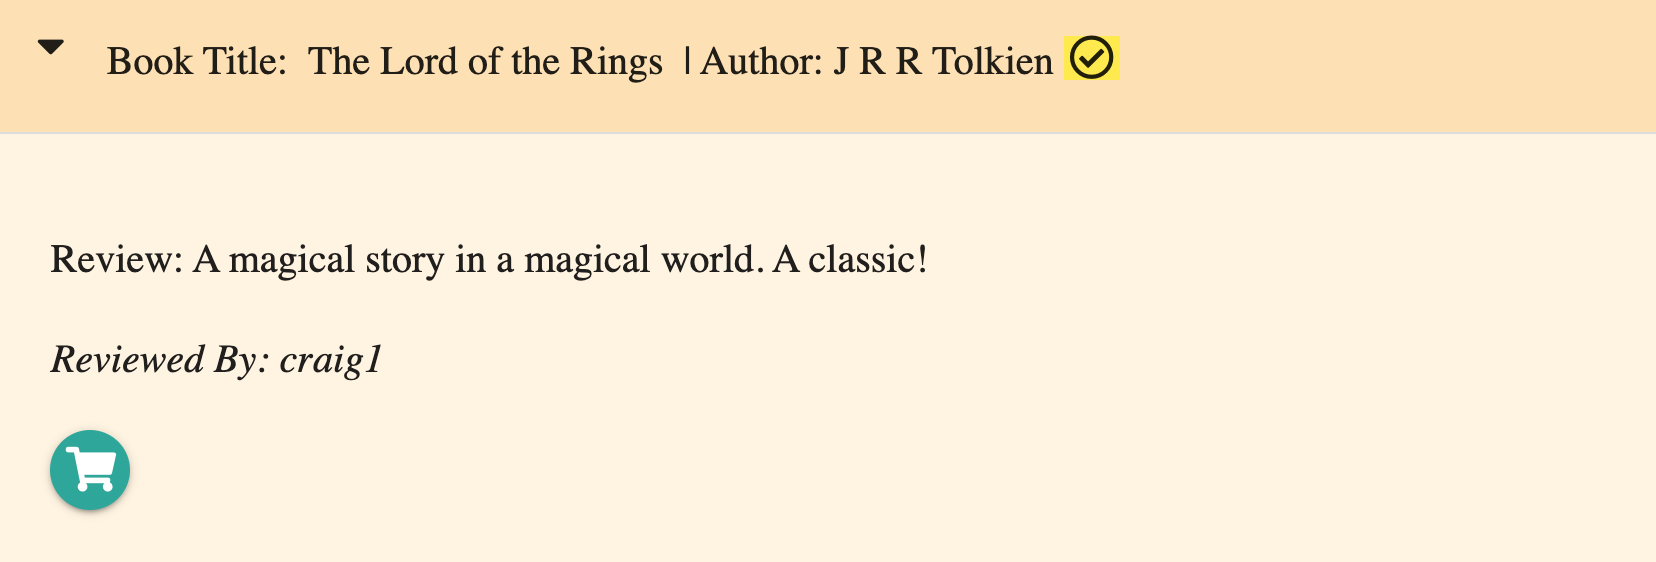 Book Title: The Lord of the Rings | Author: J R R Tolkien
Review: A magical story in a magical world. A classic!
Reviewed By: craig1